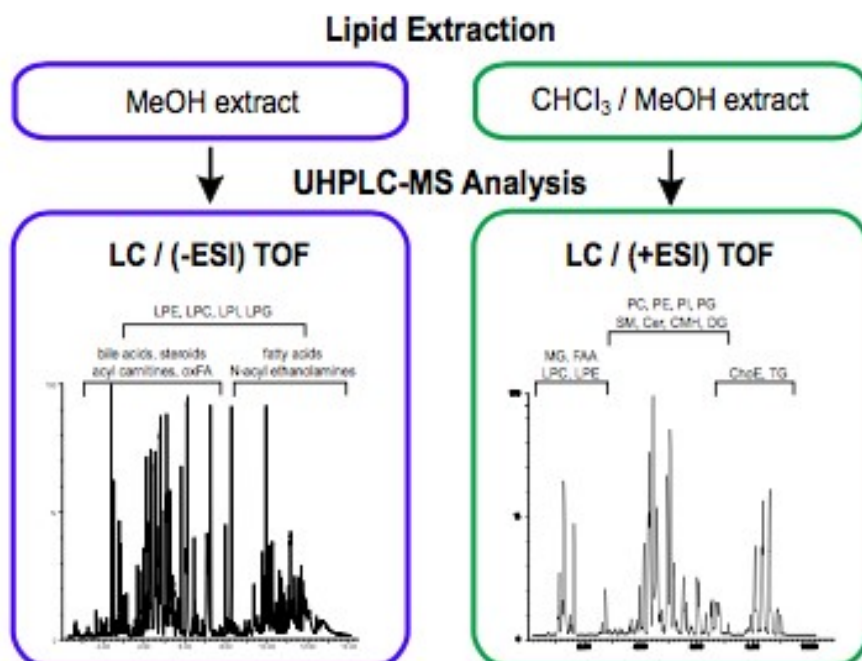 Lipid Extraction
MeOH extract
CHCl₃ / MeOH extract
UHPLC-MS Analysis
LC / (-ESI) TOF
LPE, LPC, LPI, LPG
bile acids, steroids
acyl carnitines, oxFA
fatty acids
N-acyl ethanolamines
LC / (+ESI) TOF
PC, PE, PI, PG
SM, Cer, CMH, DG
MG, FAA
LPC, LPE
ChoE, TG